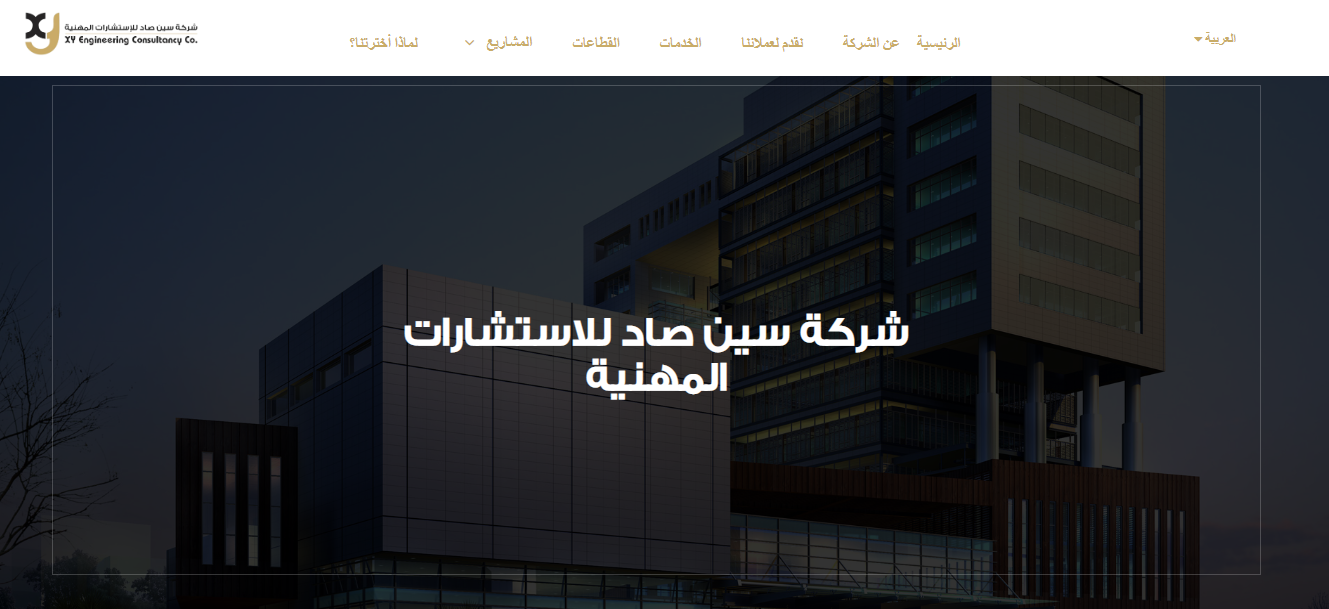 شركة سين صاد للإستشارات المهنية
XY Engineering Consultancy Co.
الرئيسية عن الشركة نقدم لعملائنا الخدمات القطاعات المشاريع لماذا أخترتنا؟
العربية
شركة سين صاد للاستشارات
المهنية